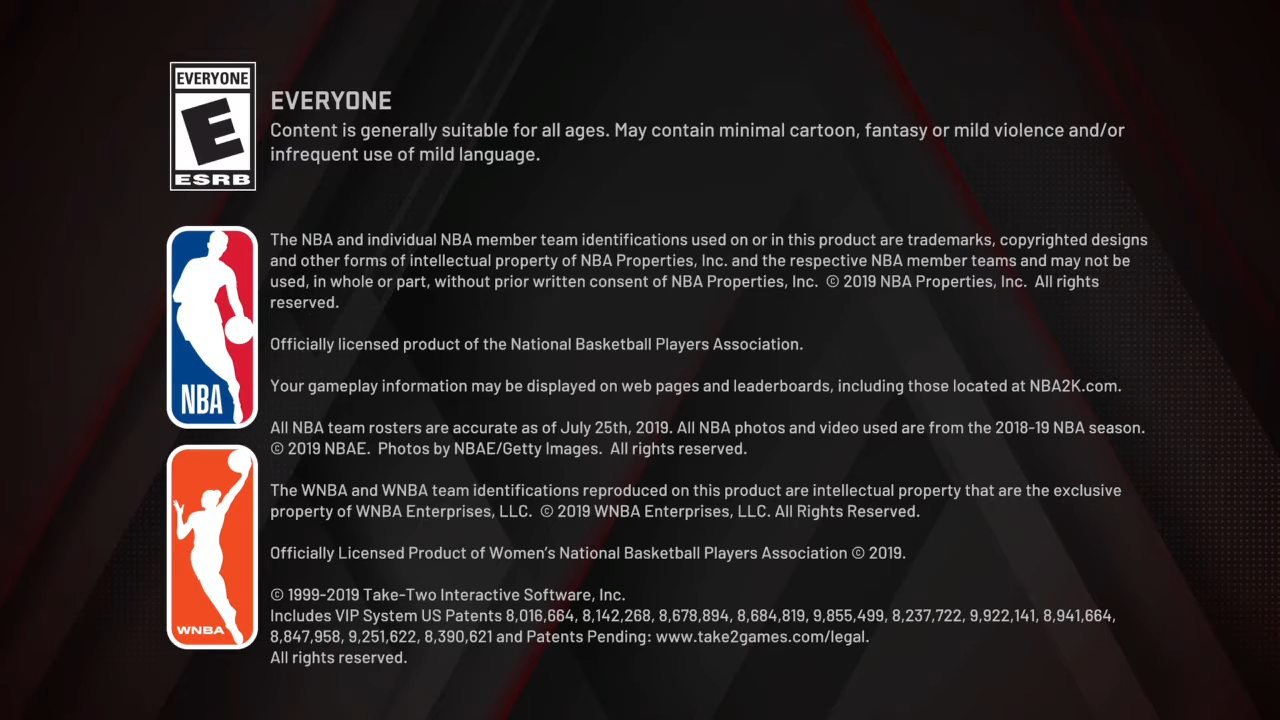 EVERYONE
E
ESRB
EVERYONE
Content is generally suitable for all ages. May contain minimal cartoon, fantasy or mild violence and/or
infrequent use of mild language.
NBA
The NBA and individual NBA member team identifications used on or in this product are trademarks, copyrighted designs
and other forms of intellectual property of NBA Properties, Inc. and the respective NBA member teams and may not be
used, in whole or part, without prior written consent of NBA Properties, Inc.  © 2019 NBA Properties, Inc.  All rights
reserved.
Officially licensed product of the National Basketball Players Association.
Your gameplay information may be displayed on web pages and leaderboards, including those located at NBA2K.com.
All NBA team rosters are accurate as of July 25th, 2019. All NBA photos and video used are from the 2018-19 NBA season.
© 2019 NBAE.  Photos by NBAE/Getty Images.  All rights reserved.
WNBA
The WNBA and WNBA team identifications reproduced on this product are intellectual property that are the exclusive
property of WNBA Enterprises, LLC.  © 2019 WNBA Enterprises, LLC. All Rights Reserved.
Officially Licensed Product of Women's National Basketball Players Association © 2019.
© 1999-2019 Take-Two Interactive Software, Inc.
Includes VIP System US Patents 8,016,664, 8,142,268, 8,678,894, 8,684,819, 9,855,499, 8,237,722, 9,922,141, 8,941,664,
8,847,958, 9,251,622, 8,390,621 and Patents Pending: www.take2games.com/legal.
All rights reserved.